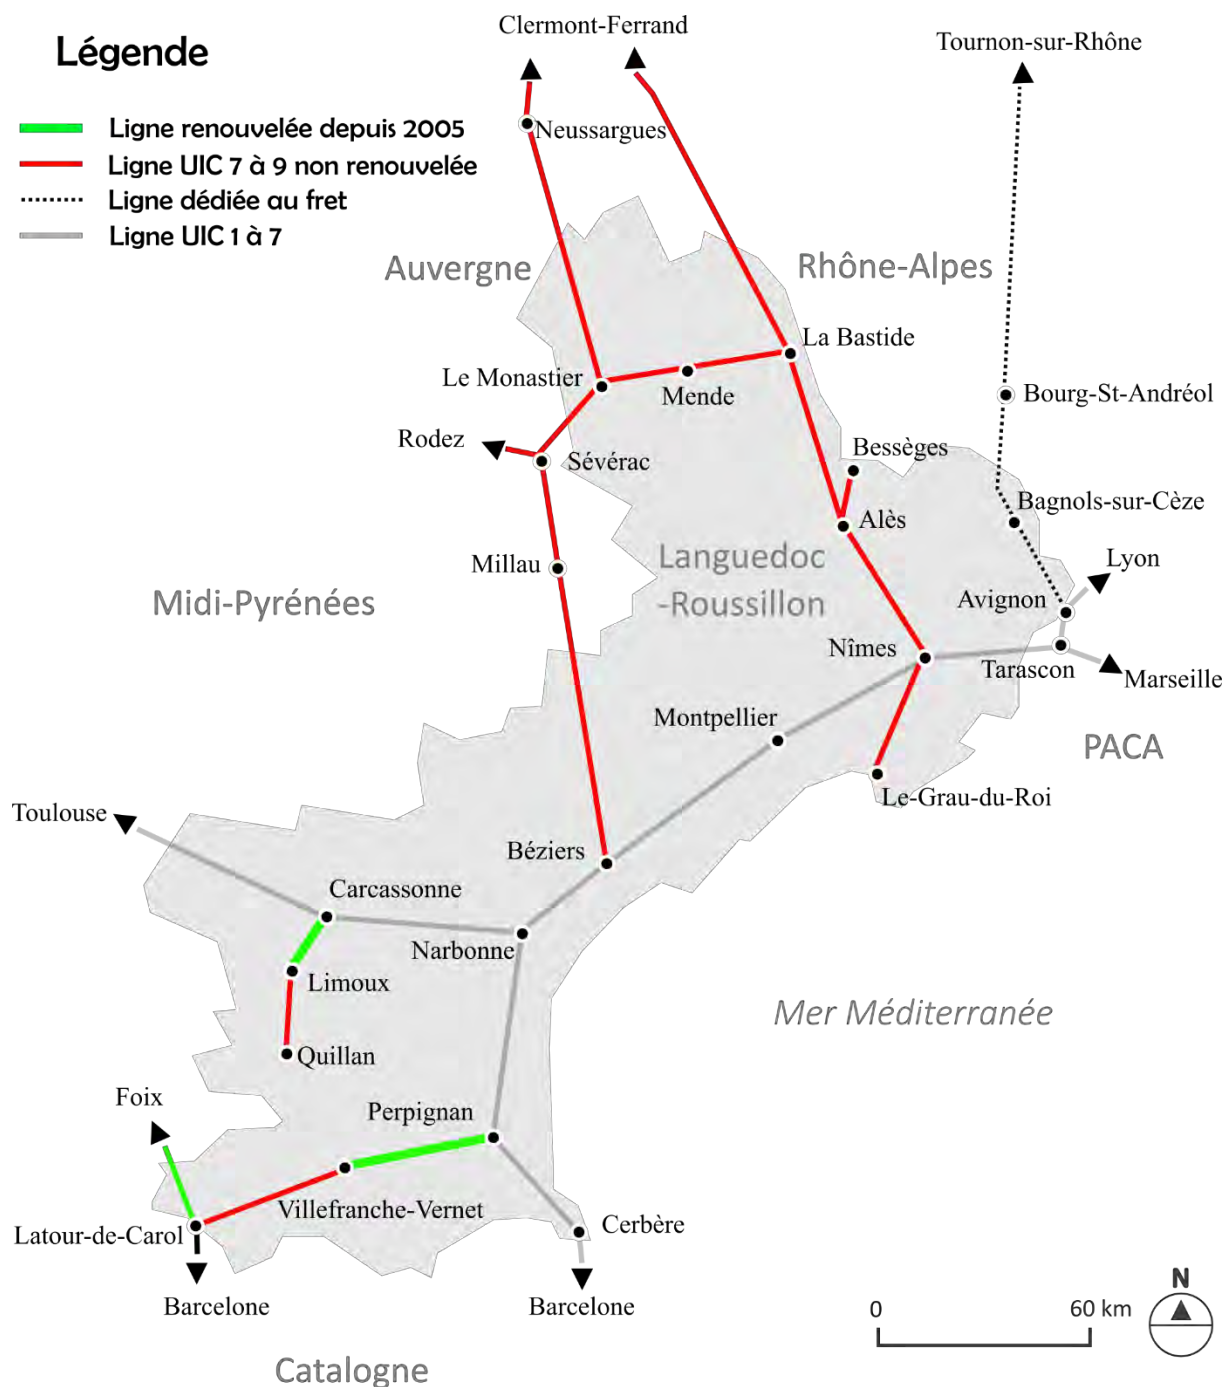 Légende
Ligne renouvelée depuis 2005
Ligne UIC 7 à 9 non renouvelée
Ligne dédiée au fret
Ligne UIC 1 à 7
Clermont-Ferrand
Tournon-sur-Rhône
Neussargues
Auvergne
Rhône-Alpes
La Bastide
Le Monastier
Mende
Bourg-St-Andréol
Rodez
Sévérac
Bessèges
Bagnols-sur-Cèze
Alès
Millau
Languedoc
-Roussillon
Lyon
Midi-Pyrénées
Avignon
Nîmes
Tarascon
Marseille
Montpellier
PACA
Le-Grau-du-Roi
Toulouse
Béziers
Carcassonne
Narbonne
Limoux
Mer Méditerranée
Quillan
Foix
Perpignan
Villefranche-Vernet
Latour-de-Carol
Cerbère
Barcelone
Barcelone
N
0 60 km
Catalogne